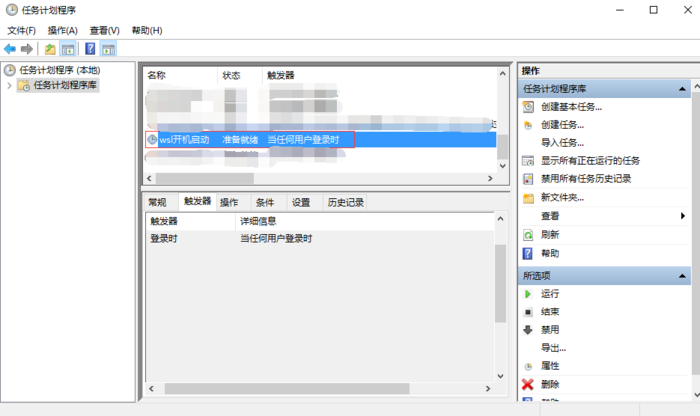 任务计划程序
文件(F) 操作(A) 查看(V) 帮助(H)
任务计划程序 (本地)
任务计划程序库
名称 状态 触发器
wsl开机启动 准备就绪 当任何用户登录时
常规 触发器 操作 条件 设置 历史记录
触发器 详细信息
登录时 当任何用户登录时
操作
任务计划程序库
创建基本任务...
创建任务...
导入任务...
显示所有正在运行的任务
禁用所有任务历史记录
新文件夹...
查看
刷新
帮助
所选项
运行
结束
禁用
导出...
属性
删除